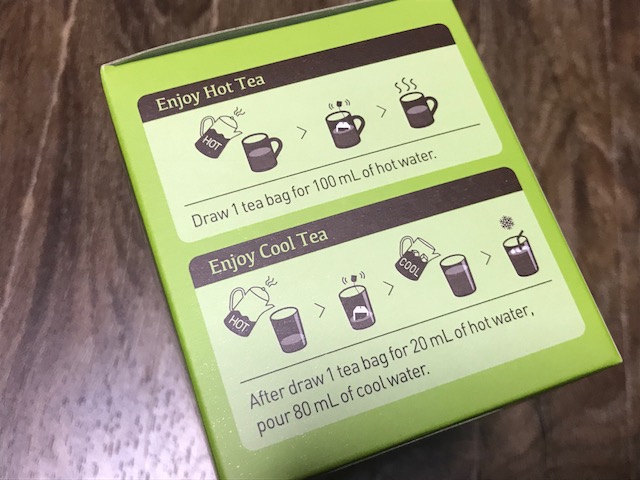 Enjoy Hot Tea
HOT
Draw 1 tea bag for 100 mL of hot water.
Enjoy Cool Tea
HOT
COOL
After draw 1 tea bag for 20 mL of hot water,
pour 80 mL of cool water.